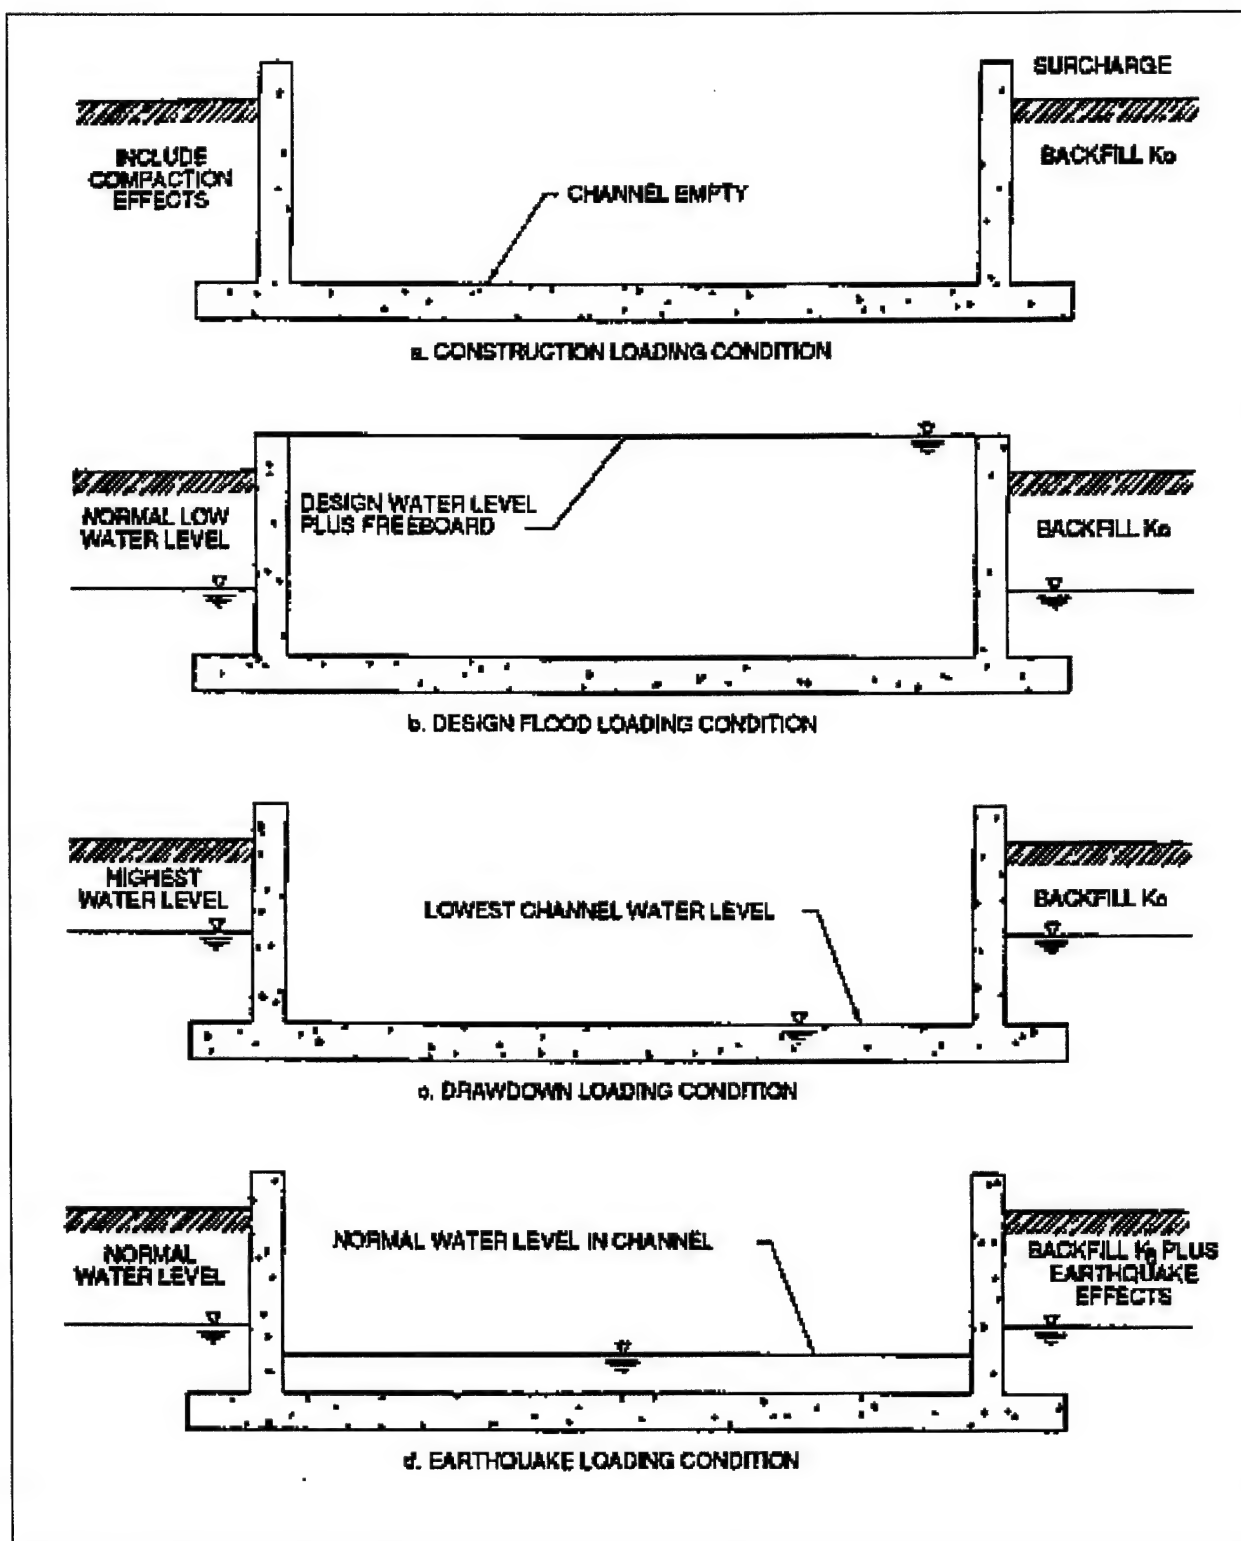 SURCHARGE
INCLUDE
COMPACTION
EFFECTS
BACKFILL Ko
CHANNEL EMPTY
a. CONSTRUCTION LOADING CONDITION
DESIGN WATER LEVEL
PLUS FREEBOARD
NORMAL LOW
WATER LEVEL
BACKFILL Ko
b. DESIGN FLOOD LOADING CONDITION
HIGHEST
WATER LEVEL
LOWEST CHANNEL WATER LEVEL
BACKFILL Ko
c. DRAWDOWN LOADING CONDITION
NORMAL
WATER LEVEL
NORMAL WATER LEVEL IN CHANNEL
BACKFILL K0 PLUS
EARTHQUAKE
EFFECTS
d. EARTHQUAKE LOADING CONDITION